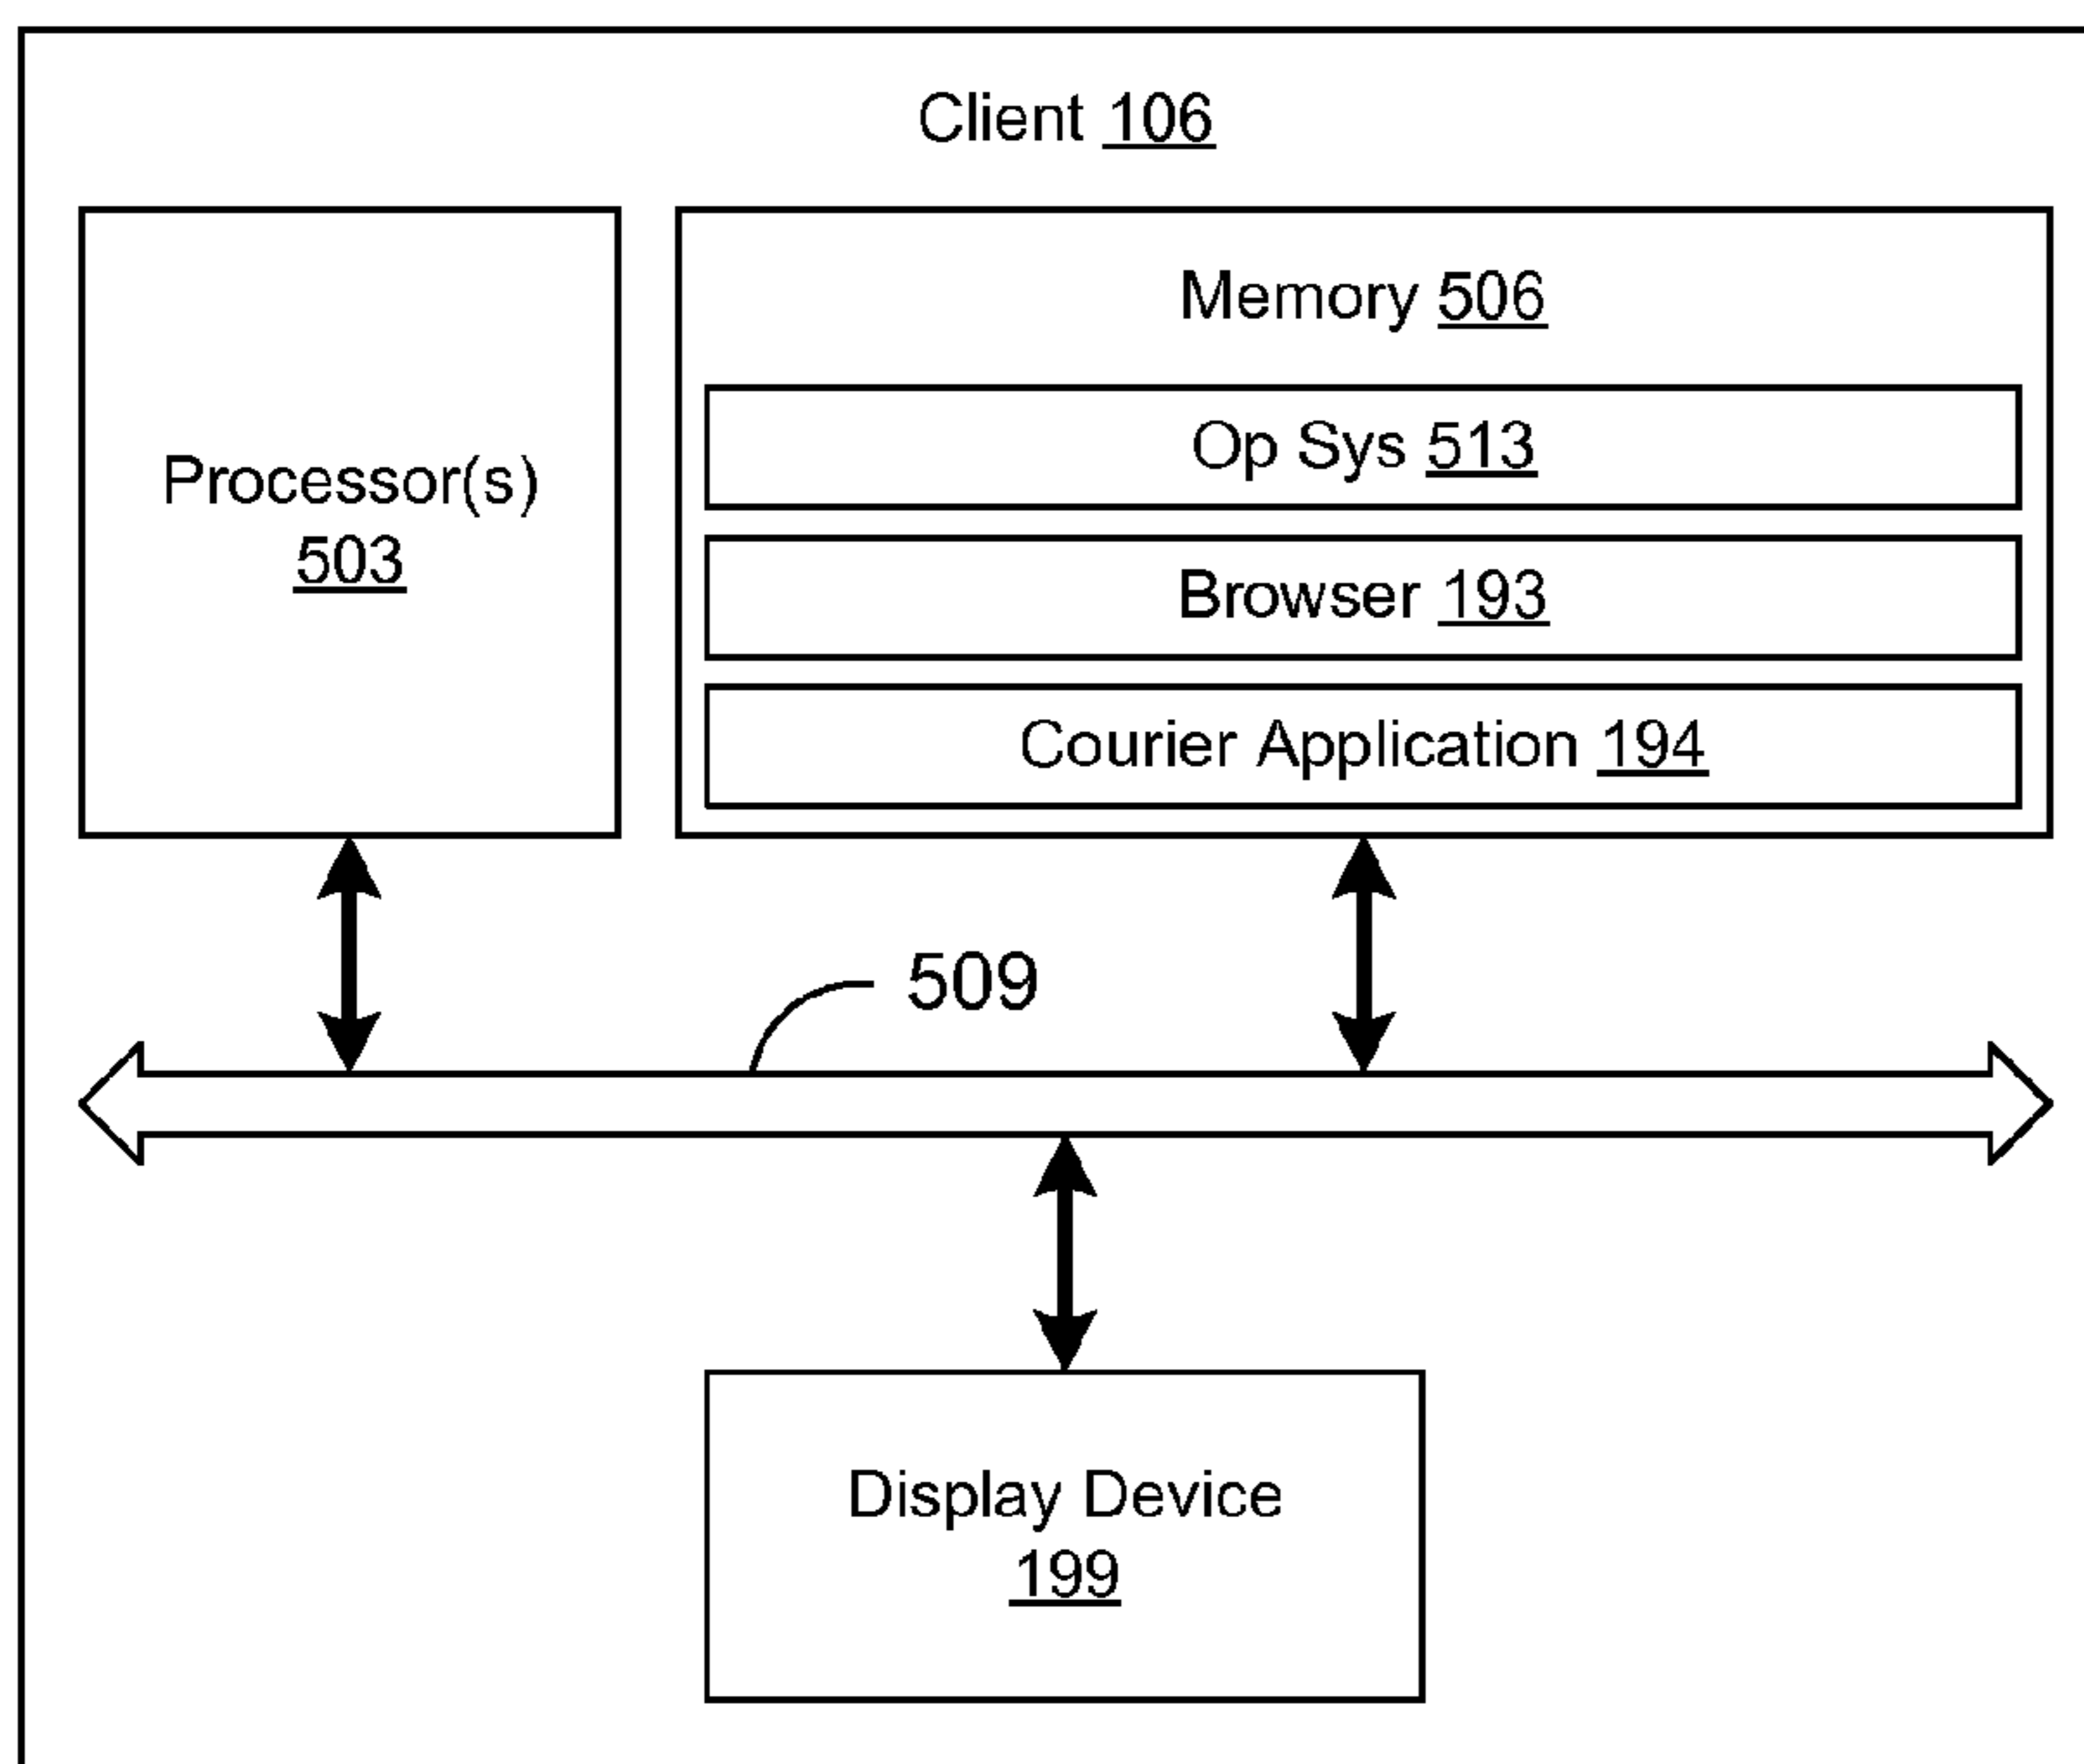 Client 106
Processor(s)
503
Memory 506
Op Sys 513
Browser 193
Courier Application 194
509
Display Device
199